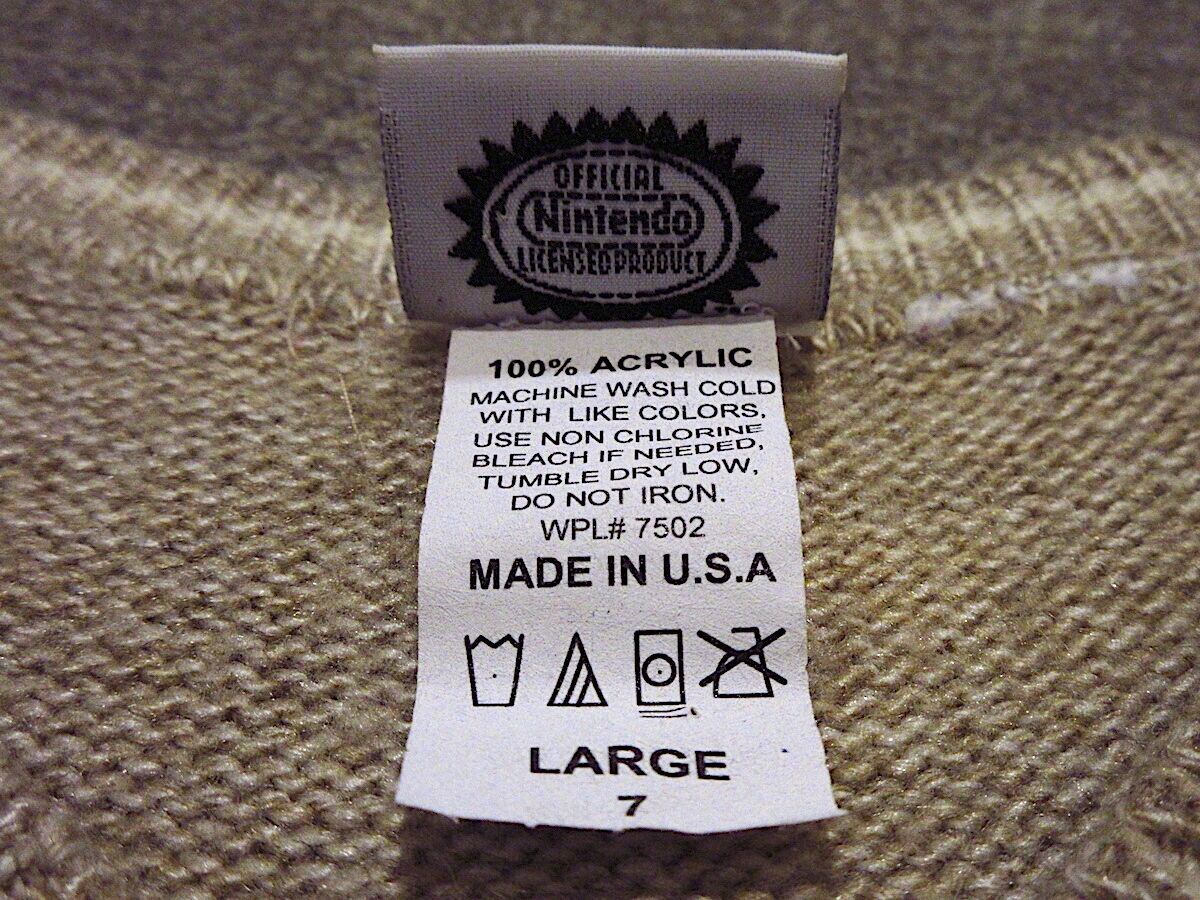 OFFICIAL
Nintendo
LICENSED PRODUCT
100% ACRYLIC
MACHINE WASH COLD
WITH LIKE COLORS,
USE NON CHLORINE
BLEACH IF NEEDED,
TUMBLE DRY LOW,
DO NOT IRON.
WPL# 7502
MADE IN U.S.A
LARGE
7